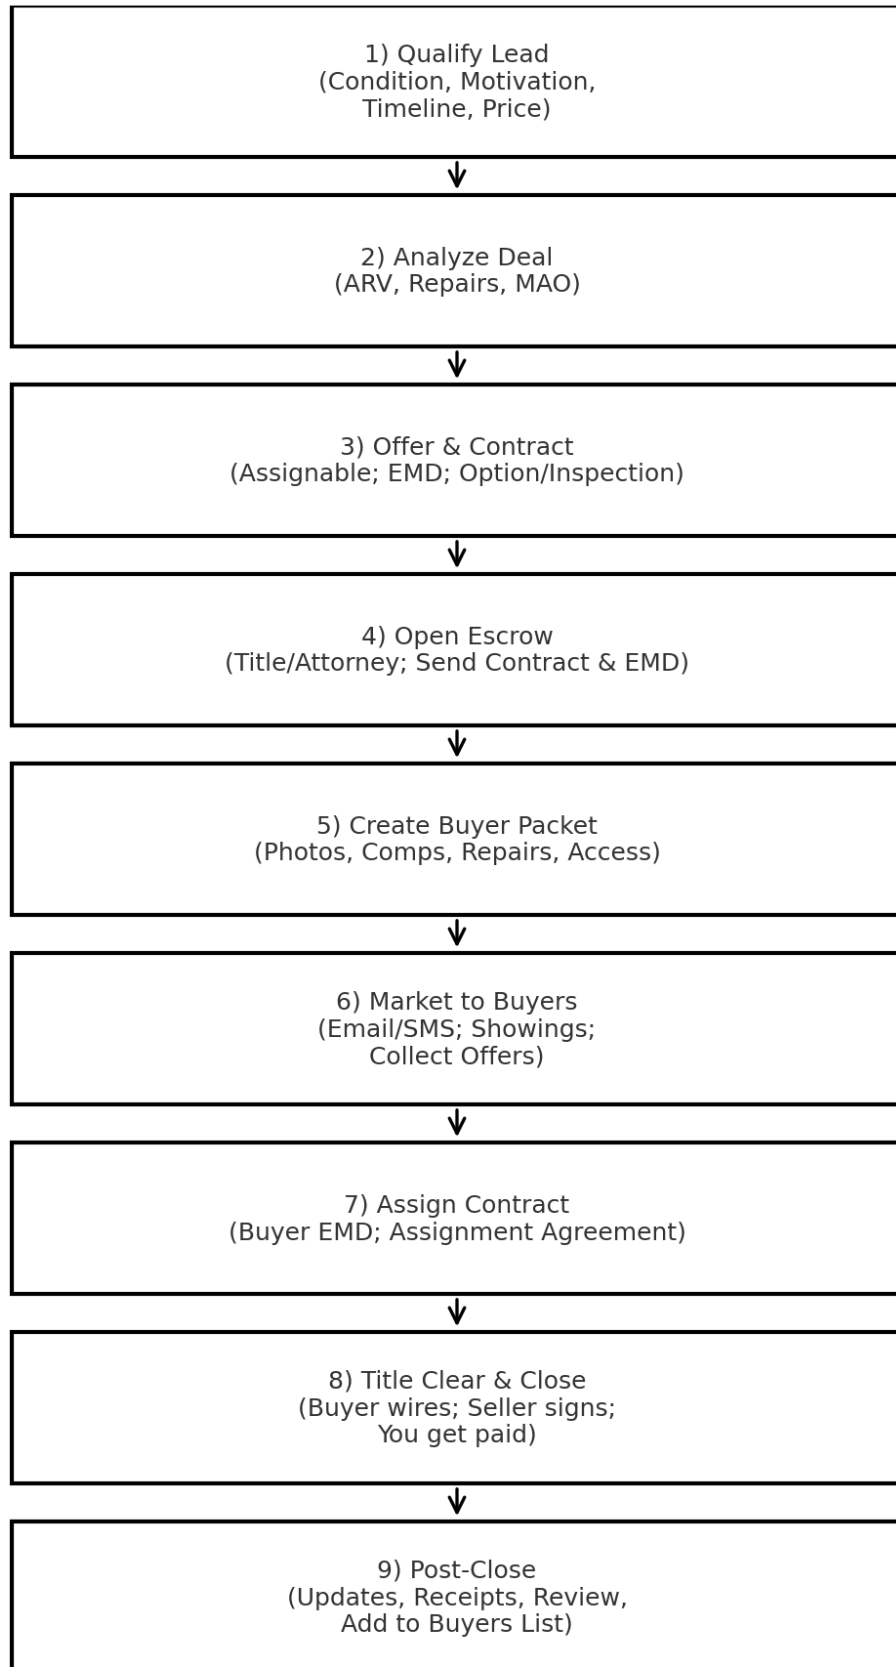 1) Qualify Lead
(Condition, Motivation,
Timeline, Price)
2) Analyze Deal
(ARV, Repairs, MAO)
3) Offer & Contract
(Assignable; EMD; Option/Inspection)
4) Open Escrow
(Title/Attorney; Send Contract & EMD)
5) Create Buyer Packet
(Photos, Comps, Repairs, Access)
6) Market to Buyers
(Email/SMS; Showings;
Collect Offers)
7) Assign Contract
(Buyer EMD; Assignment Agreement)
8) Title Clear & Close
(Buyer wires; Seller signs;
You get paid)
9) Post-Close
(Updates, Receipts, Review,
Add to Buyers List)